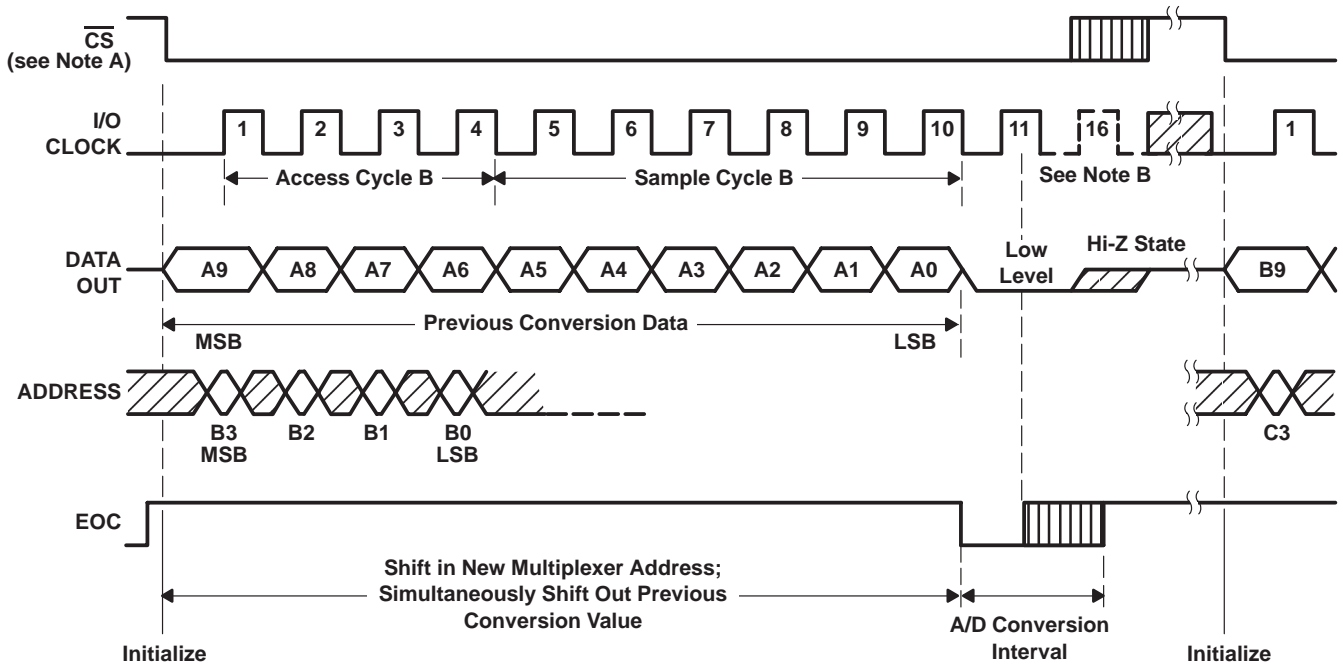 CS
(see Note A)
I/O
CLOCK
1 2 3 4 5 6 7 8 9 10 11 16 1
Access Cycle B
Sample Cycle B
See Note B
DATA
OUT
A9 A8 A7 A6 A5 A4 A3 A2 A1 A0
Low
Level
Hi-Z State
B9
Previous Conversion Data
MSB
LSB
ADDRESS
B3
MSB
B2
B1
B0
LSB
C3
EOC
Shift in New Multiplexer Address;
Simultaneously Shift Out Previous
Conversion Value
A/D Conversion
Interval
Initialize
Initialize